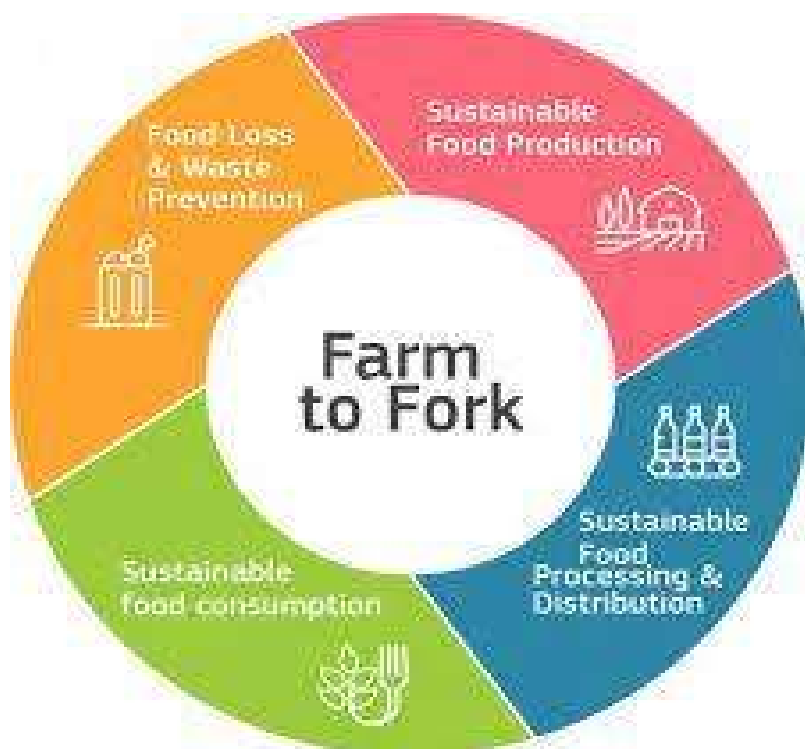 Farm
to Fork
Sustainable
Food Production
Sustainable
Food
Processing &
Distribution
Sustainable
food consumption
Food Loss
& Waste
Prevention